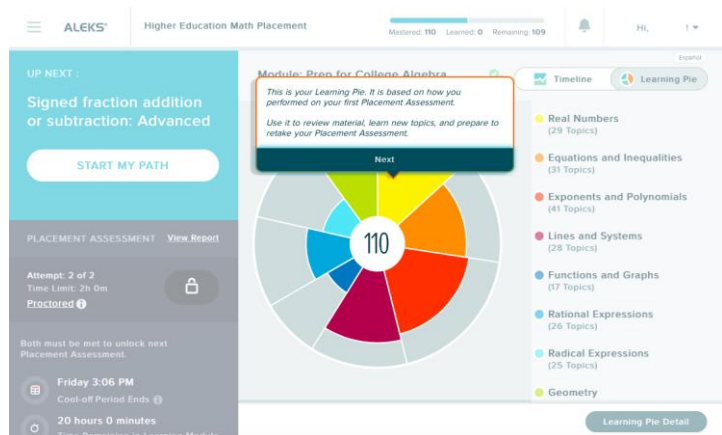 ALEKS®
Higher Education Math Placement
Mastered: 110 Learned: 0 Remaining: 109
Hi,
Español
UP NEXT :
Signed fraction addition
or subtraction: Advanced
START MY PATH
Module: Prep for College Algebra
Timeline
Learning Pie
This is your Learning Pie. It is based on how you
performed on your first Placement Assessment.
Use it to review material, learn new topics, and prepare to
retake your Placement Assessment.
Next
110
Real Numbers
(29 Topics)
Equations and Inequalities
(31 Topics)
Exponents and Polynomials
(41 Topics)
Lines and Systems
(28 Topics)
Functions and Graphs
(17 Topics)
Rational Expressions
(26 Topics)
Radical Expressions
(25 Topics)
Geometry
Learning Pie Detail
PLACEMENT ASSESSMENT View Report
Attempt: 2 of 2
Time Limit: 2h 0m
Proctored
Both must be met to unlock next
Placement Assessment.
Friday 3:06 PM
Cool-off Period Ends
20 hours 0 minutes
Time Remaining in Learning Module